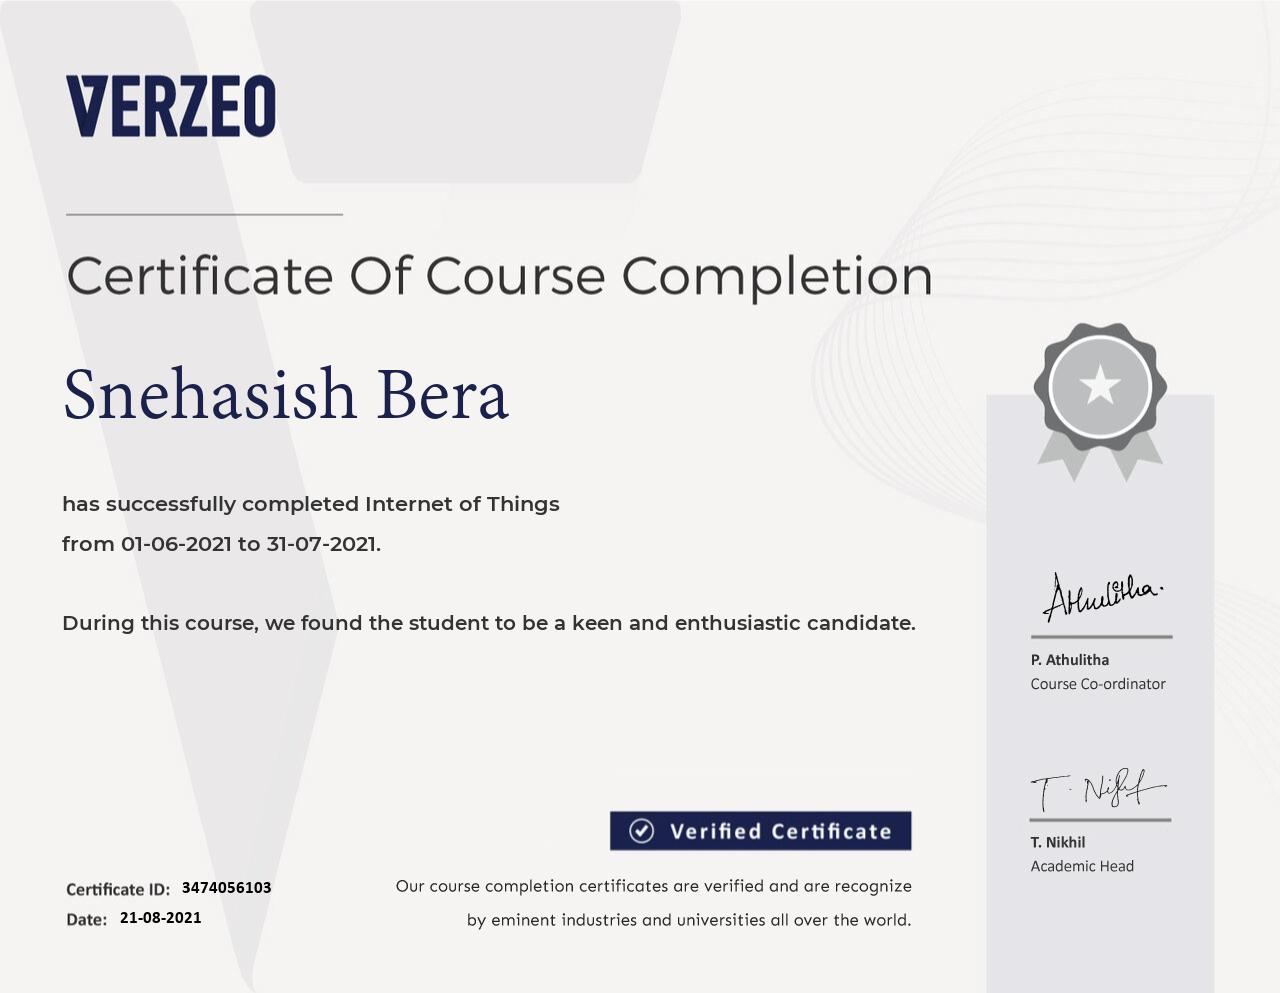 VERZEO
Certificate Of Course Completion
Snehasish Bera
has successfully completed Internet of Things
from 01-06-2021 to 31-07-2021.
During this course, we found the student to be a keen and enthusiastic candidate.
Athulitha.
P. Athulitha
Course Co-ordinator
T. Nikhil
T. Nikhil
Academic Head
Verified Certificate
Our course completion certificates are verified and are recognize
by eminent industries and universities all over the world.
Certificate ID: 3474056103
Date: 21-08-2021